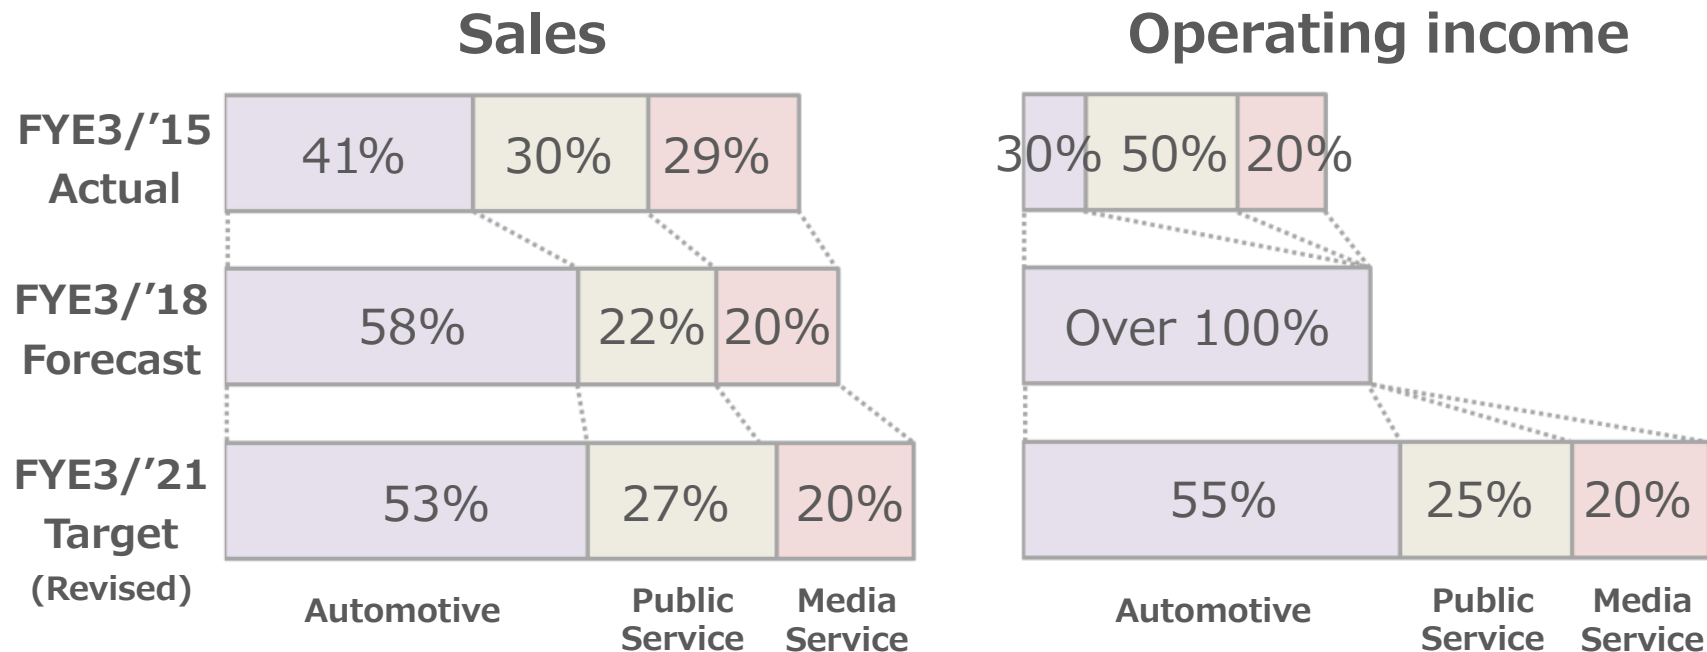 Sales
Operating income
FYE3/’15
Actual
41% 30% 29%
30% 50% 20%
FYE3/’18
Forecast
58% 22% 20%
Over 100%
FYE3/’21
Target
(Revised)
53% 27% 20%
55% 25% 20%
Automotive
Public
Service
Media
Service
Automotive
Public
Service
Media
Service